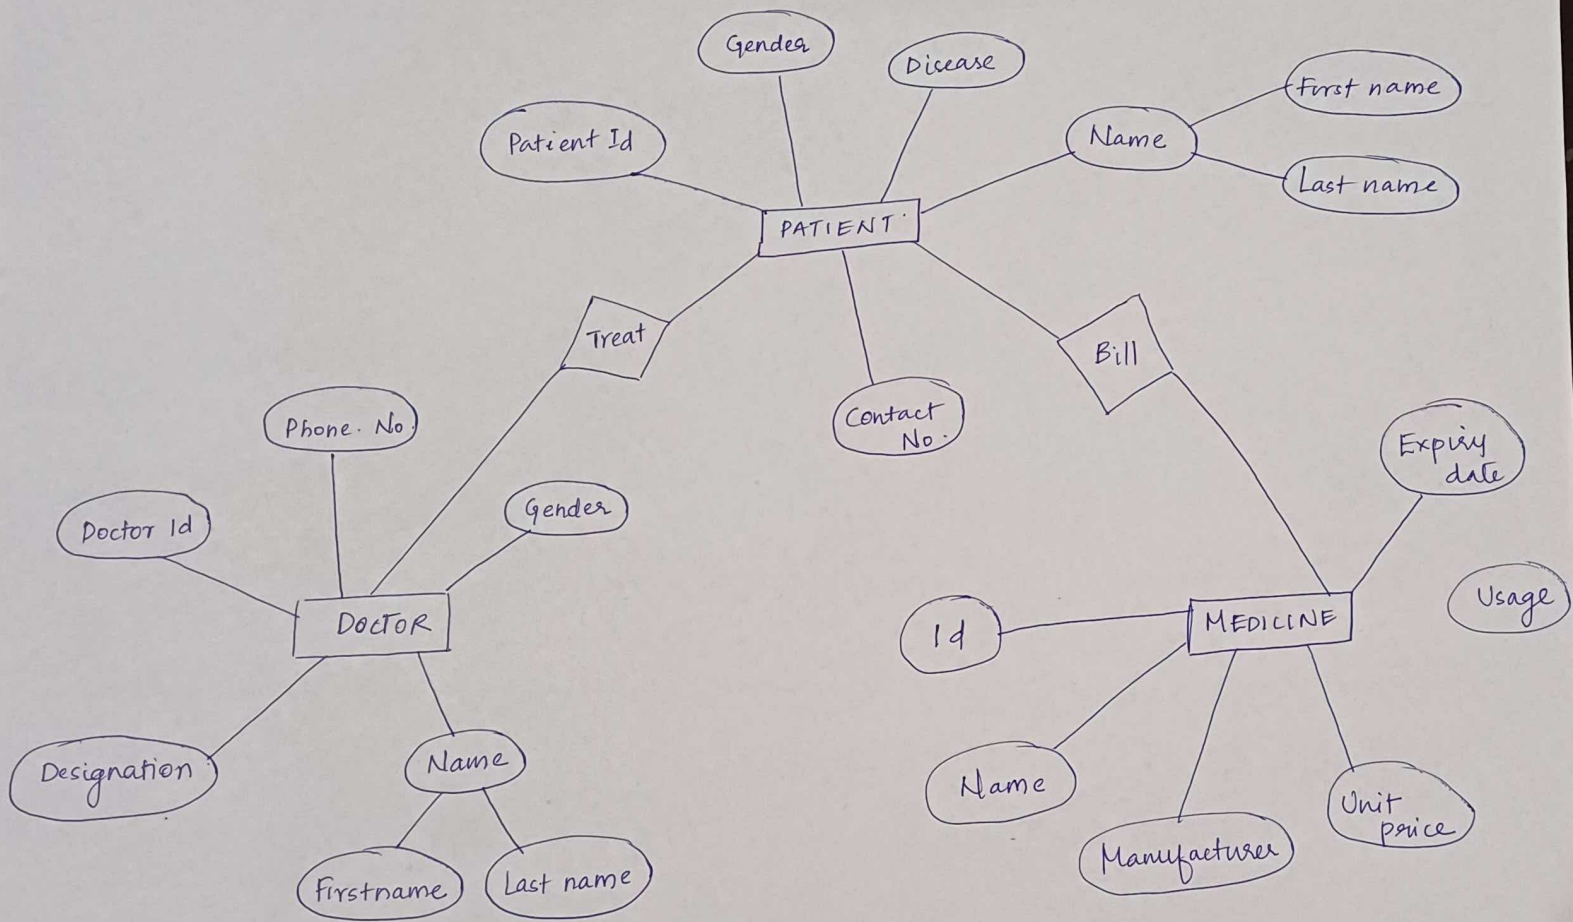 Gender
Disease
First name
Patient Id
Name
Last name
PATIENT
Treat
Bill
Contact
No.
Phone. No.
Expiry
date
Doctor Id
Gender
Usage
DOCTOR
Id
MEDICINE
Designation
Name
Name
Unit
price
Manufacturer
Firstname
Last name